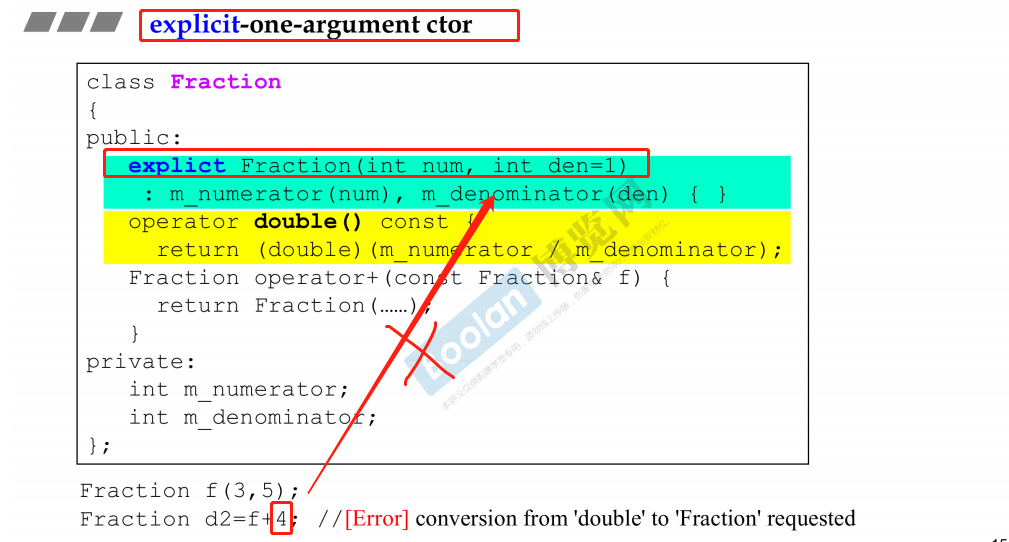 explicit-one-argument ctor
class Fraction
{
public:
explict Fraction(int num, int den=1)
: m_numerator(num), m_denominator(den) { }
operator double() const {
return (double)(m_numerator / m_denominator);
Fraction operator+(const Fraction& f) {
return Fraction(……);
}
private:
int m_numerator;
int m_denominator;
};
Fraction f(3,5);
Fraction d2=f+4; //[Error] conversion from 'double' to 'Fraction' requested
Boolan 博览网